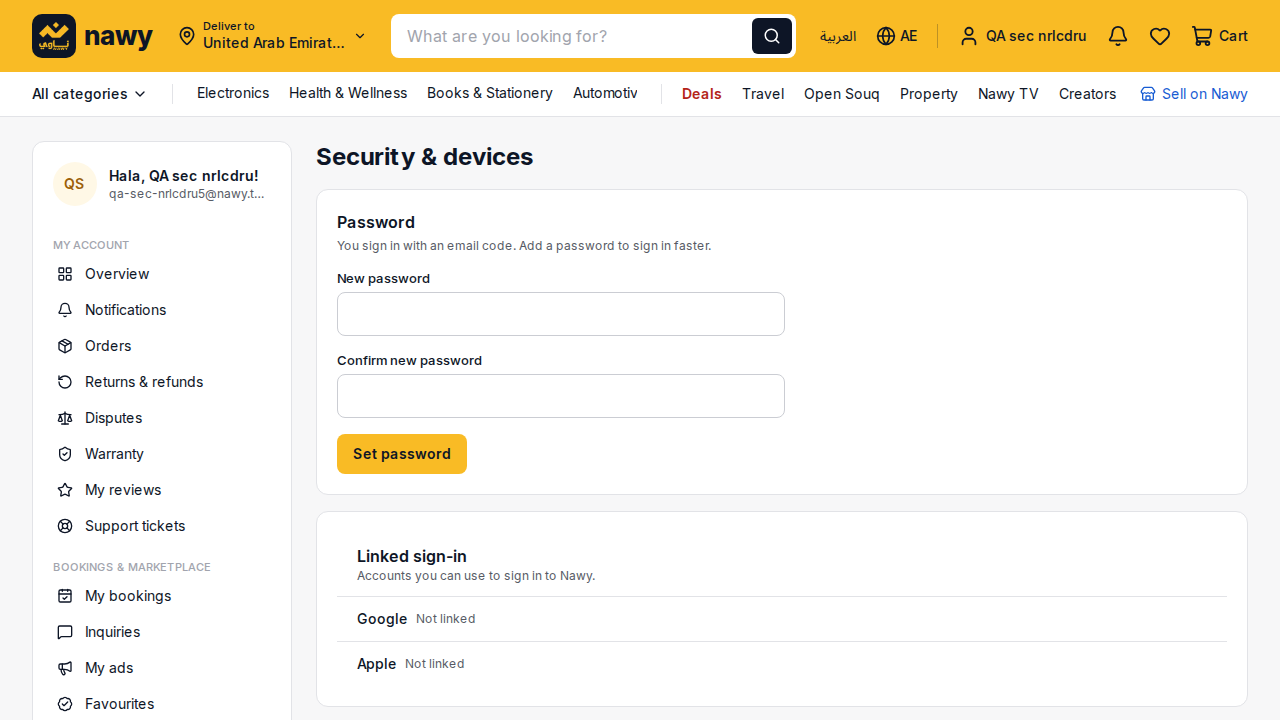 ناوي
nawy
Deliver to
United Arab Emirat...
What are you looking for?
العربية
AE
QA sec nrlcdru
Cart
All categories
Electronics
Health & Wellness
Books & Stationery
Automotiv
Deals
Travel
Open Souq
Property
Nawy TV
Creators
Sell on Nawy
QS
Hala, QA sec nrlcdru!
qa-sec-nrlcdru5@nawy.t...
MY ACCOUNT
Overview
Notifications
Orders
Returns & refunds
Disputes
Warranty
My reviews
Support tickets
BOOKINGS & MARKETPLACE
My bookings
Inquiries
My ads
Favourites
Security & devices
Password
You sign in with an email code. Add a password to sign in faster.
New password
Confirm new password
Set password
Linked sign-in
Accounts you can use to sign in to Nawy.
Google Not linked
Apple Not linked